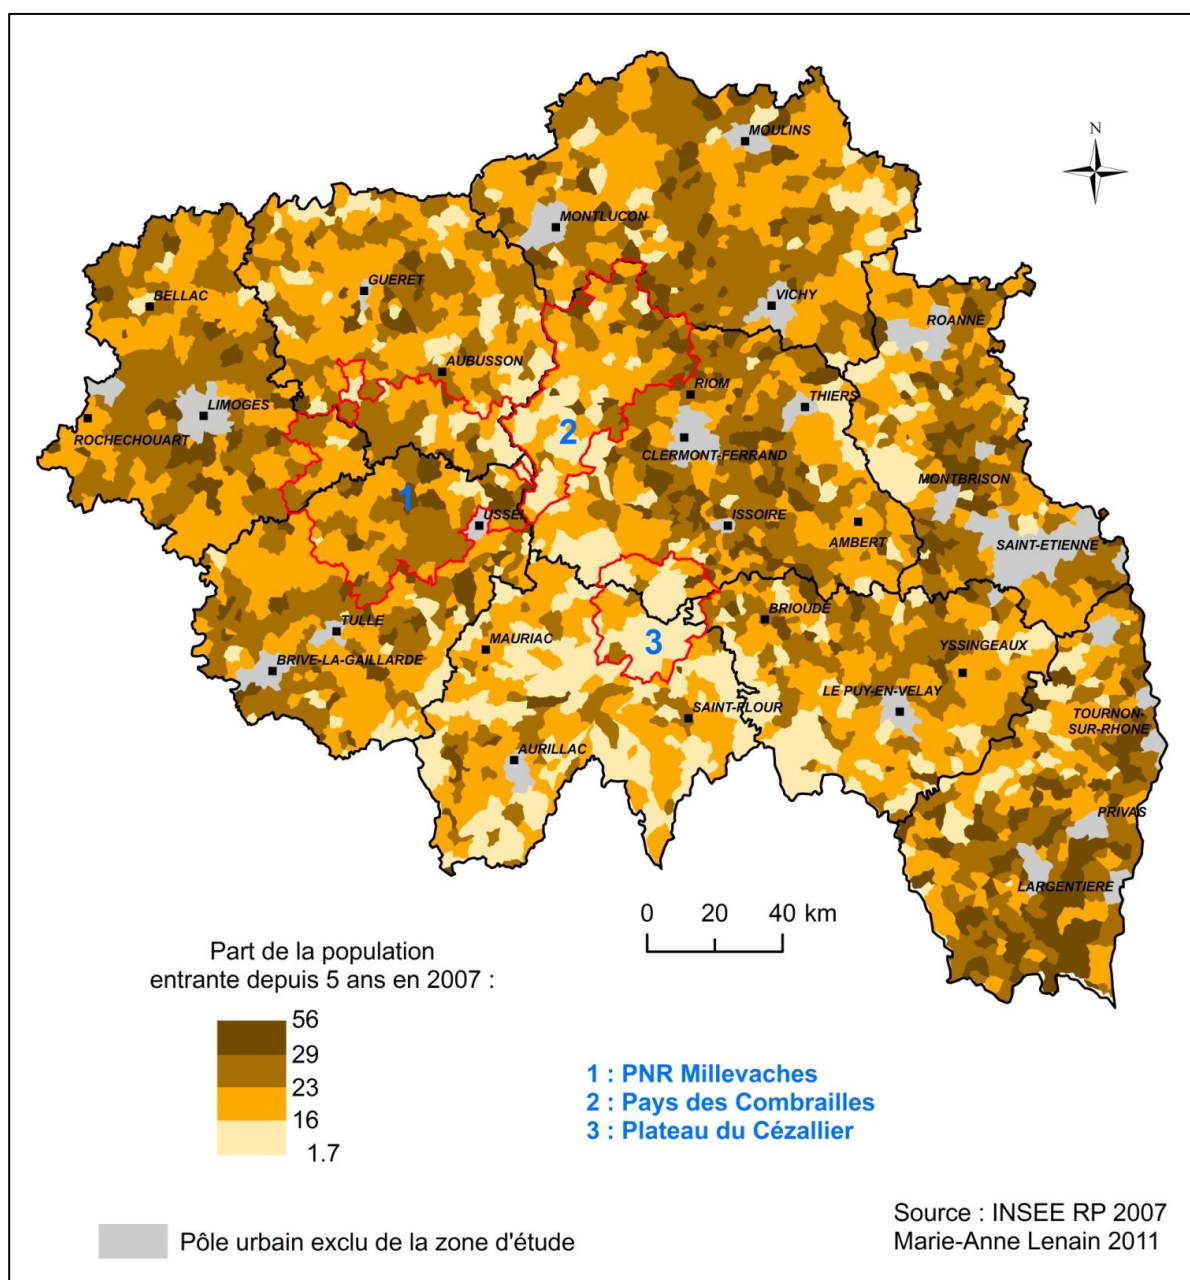 N
MOULINS
MONTLUCON
GUERET
BELLAC
VICHY
ROANNE
AUBUSSON
RIOM
THIERS
LIMOGES
ROCHECHOUART
2
CLERMONT-FERRAND
MONTBRISON
1
USSEL
ISSOIRE
AMBERT
SAINT-ETIENNE
BRIOUDE
TULLE
MAURIAC
3
YSSINGEAUX
BRIVE-LA-GAILLARDE
LE PUY-EN-VELAY
SAINT-FLOUR
TOURNON-
SUR-RHONE
AURILLAC
PRIVAS
LARGENTIERE
0 20 40 km
Part de la population
entrante depuis 5 ans en 2007 :
56
29
23
16
1.7
1 : PNR Millevaches
2 : Pays des Combrailles
3 : Plateau du Cézallier
Pôle urbain exclu de la zone d'étude
Source : INSEE RP 2007
Marie-Anne Lenain 2011